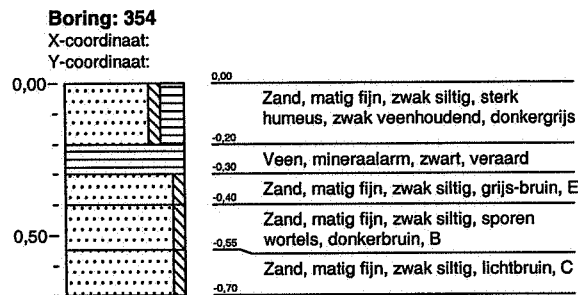 Boring: 354
X-coordinaat:
Y-coordinaat:
0,00
0,00
Zand, matig fijn, zwak siltig, sterk
humeus, zwak veenhoudend, donkergrijs
-0,20
Veen, mineraalarm, zwart, veraard
-0,30
Zand, matig fijn, zwak siltig, grijs-bruin, E
-0,40
Zand, matig fijn, zwak siltig, sporen
wortels, donkerbruin, B
0,50
-0,55
Zand, matig fijn, zwak siltig, lichtbruin, C
-0,70